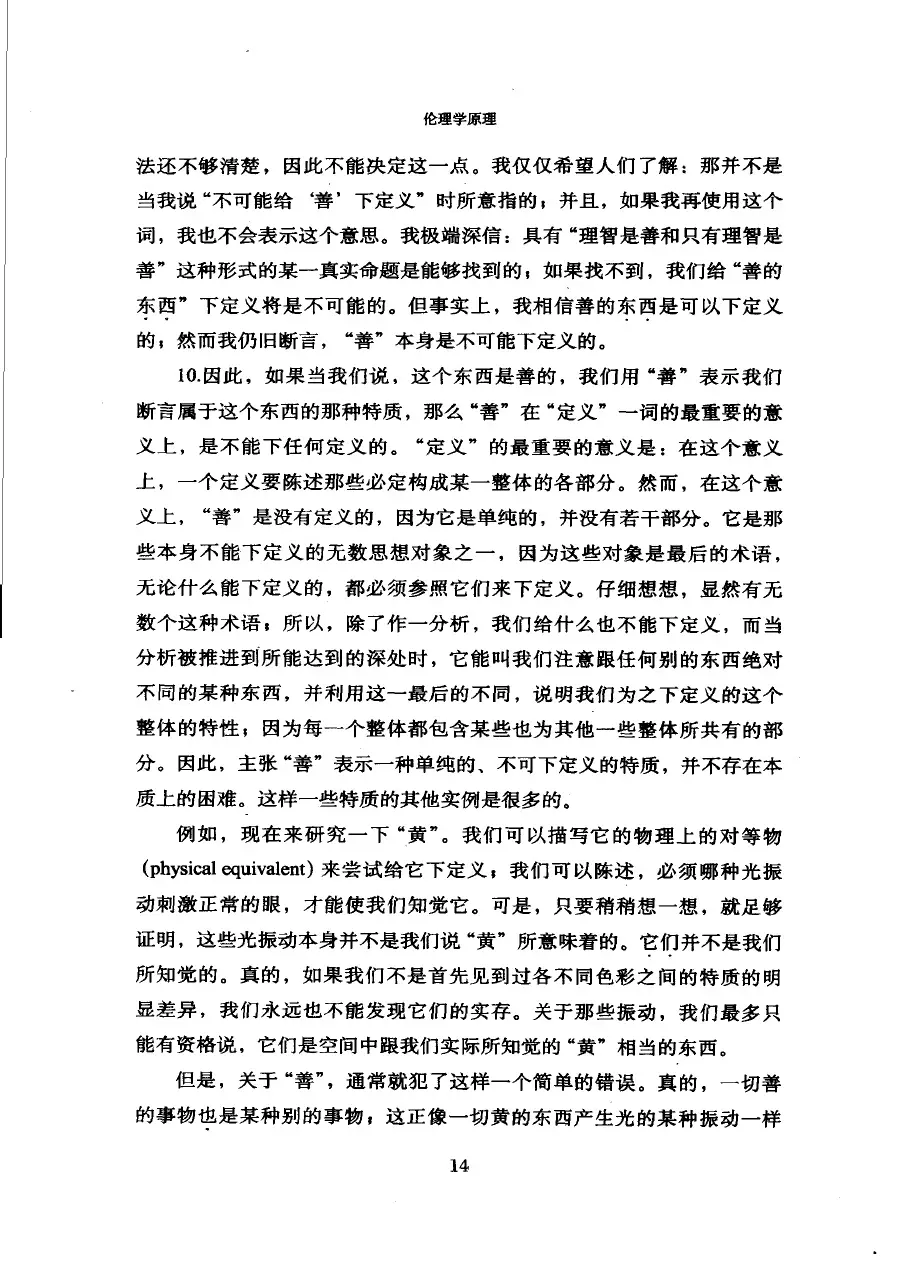 伦理学原理
法还不够清楚，因此不能决定这一点。我仅仅希望人们了解：那并不是
当我说“不可能给‘善’下定义”时所意指的；并且，如果我再使用这个
词，我也不会表示这个意思。我极端深信：具有“理智是善和只有理智是
善”这种形式的某一真实命题是能够找到的；如果找不到，我们给“善的
东西”下定义将是不可能的。但事实上，我相信善的东西是可以下定义
的；然而我仍旧断言，“善”本身是不可能下定义的。
10.因此，如果当我们说，这个东西是善的，我们用“善”表示我们
断言属于这个东西的那种特质，那么“善”在“定义”一词的最重要的意
义上，是不能下任何定义的。“定义”的最重要的意义是：在这个意义
上，一个定义要陈述那些必定构成某一整体的各部分。然而，在这个意
义上，“善”是没有定义的，因为它是单纯的，并没有若干部分。它是那
些本身不能下定义的无数思想对象之一，因为这些对象是最后的术语，
无论什么能下定义的，都必须参照它们来下定义。仔细想想，显然有无
数个这种术语；所以，除了作一分析，我们给什么也不能下定义，而当
分析被推进到所能达到的深处时，它能叫我们注意跟任何别的东西绝对
不同的某种东西，并利用这一最后的不同，说明我们为之下定义的这个
整体的特性；因为每一个整体都包含某些也为其他一些整体所共有的部
分。因此，主张“善”表示一种单纯的、不可下定义的特质，并不存在本
质上的困难。这样一些特质的其他实例是很多的。
例如，现在来研究一下“黄”。我们可以描写它的物理上的对等物
(physical equivalent) 来尝试给它下定义；我们可以陈述，必须哪种光振
动刺激正常的眼，才能使我们知觉它。可是，只要稍稍想一想，就足够
证明，这些光振动本身并不是我们说“黄”所意味着的。它们并不是我们
所知觉的。真的，如果我们不是首先见到过各不同色彩之间的特质的明
显差异，我们永远也不能发现它们的实存。关于那些振动，我们最多只
能有资格说，它们是空间中跟我们实际所知觉的“黄”相当的东西。
但是，关于“善”，通常就犯了这样一个简单的错误。真的，一切善
的事物也是某种别的事物；这正像一切黄的东西产生光的某种振动一样
14